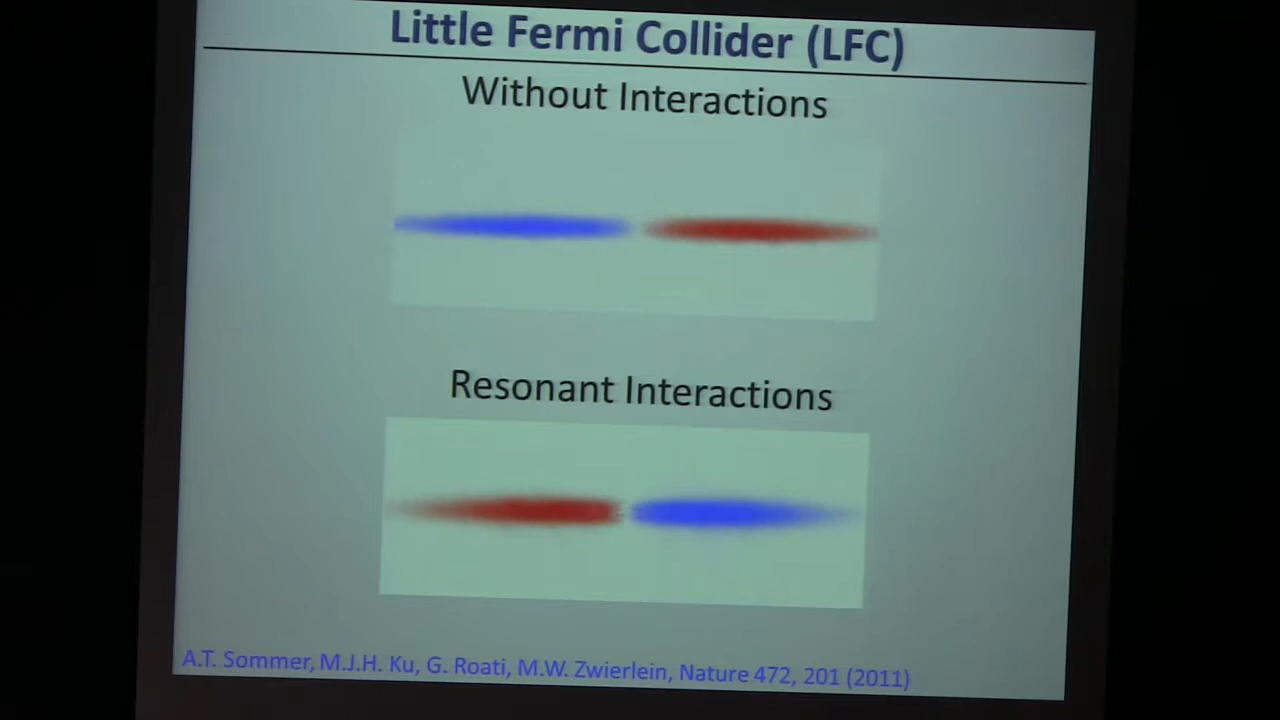 Little Fermi Collider (LFC)
Without Interactions
Resonant Interactions
A.T. Sommer, M.J.H. Ku, G. Roati, M.W. Zwierlein, Nature 472, 201 (2011)